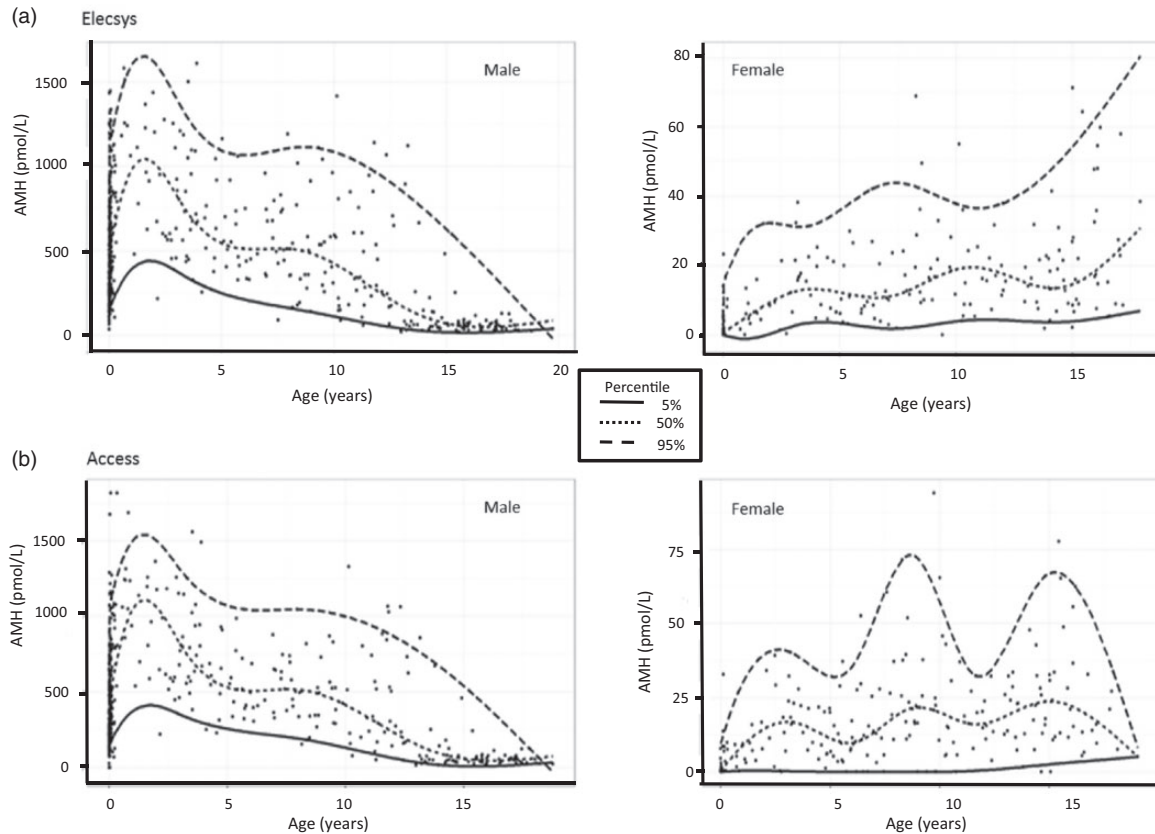 (a)
Elecsys
Male
AMH (pmol/L)
1500
1000
500
0
0 5 10 15 20
Age (years)
Female
AMH (pmol/L)
80
60
40
20
0
0 5 10 15
Age (years)
Percentile
5%
50%
95%
(b)
Access
Male
AMH (pmol/L)
1500
1000
500
0
0 5 10 15
Age (years)
Female
AMH (pmol/L)
75
50
25
0
0 5 10 15
Age (years)